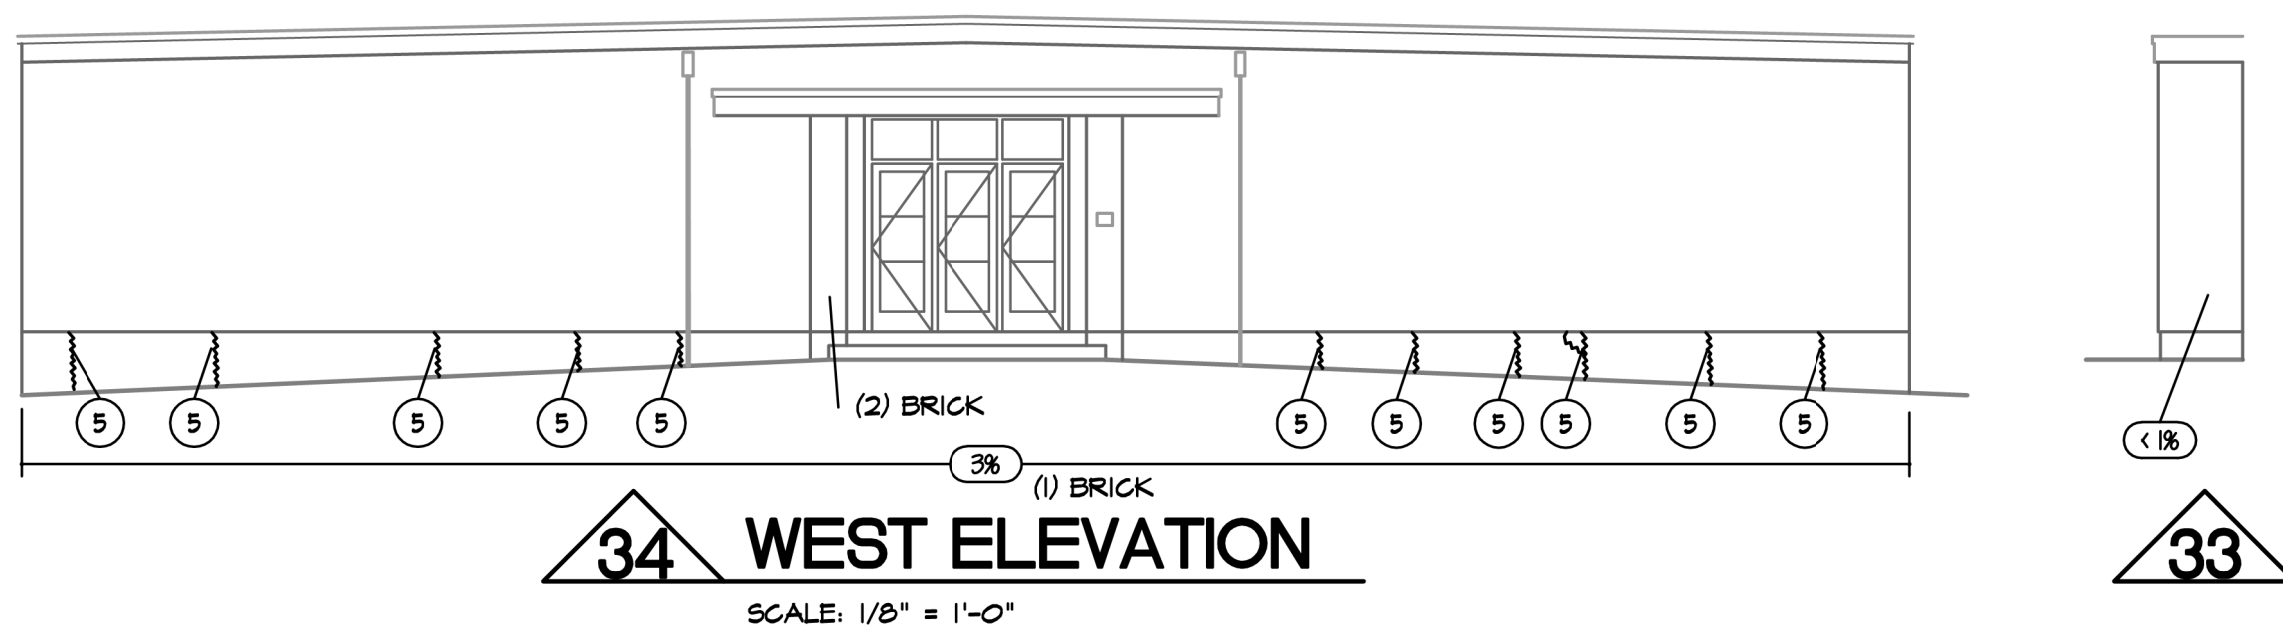 5 5 5 5 5 5 5 5 5 5 5
(2) BRICK
< 1%
3%
(1) BRICK
34 WEST ELEVATION
33
SCALE: 1/8" = 1'-0"